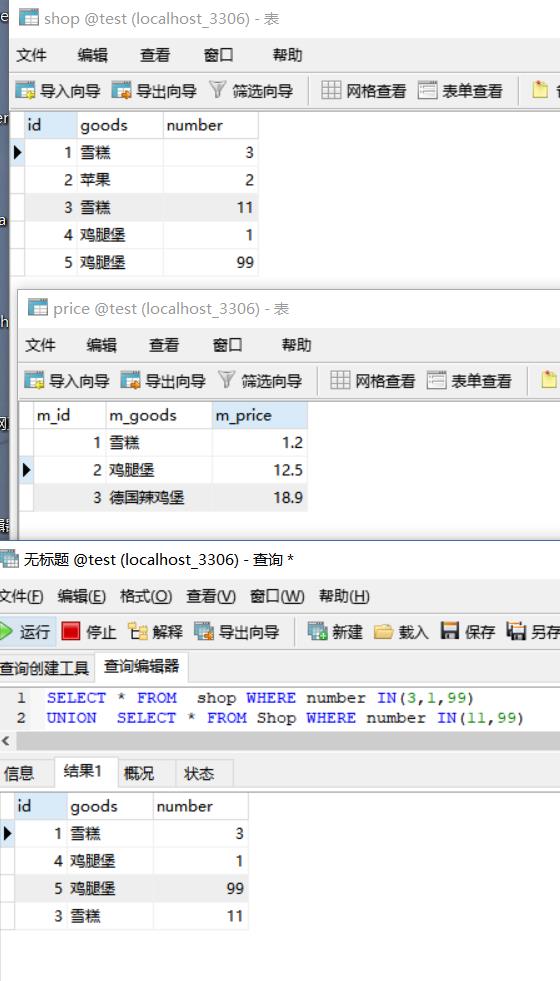 shop @test (localhost_3306) - 表
文件 编辑 查看 窗口 帮助
导入向导 导出向导 筛选向导 网格查看 表单查看
id goods number
1 雪糕 3
2 苹果 2
3 雪糕 11
4 鸡腿堡 1
5 鸡腿堡 99
price @test (localhost_3306) - 表
文件 编辑 查看 窗口 帮助
导入向导 导出向导 筛选向导 网格查看 表单查看
m_id m_goods m_price
1 雪糕 1.2
2 鸡腿堡 12.5
3 德国辣鸡堡 18.9
无标题 @test (localhost_3306) - 查询 *
文件(F) 编辑(E) 格式(O) 查看(V) 窗口(W) 帮助(H)
运行 停止 解释 导出向导 新建 载入 保存 另存
查询创建工具 查询编辑器
1 SELECT * FROM shop WHERE number IN(3,1,99)
2 UNION SELECT * FROM Shop WHERE number IN(11,99)
信息 结果1 概况 状态
id goods number
1 雪糕 3
4 鸡腿堡 1
5 鸡腿堡 99
3 雪糕 11